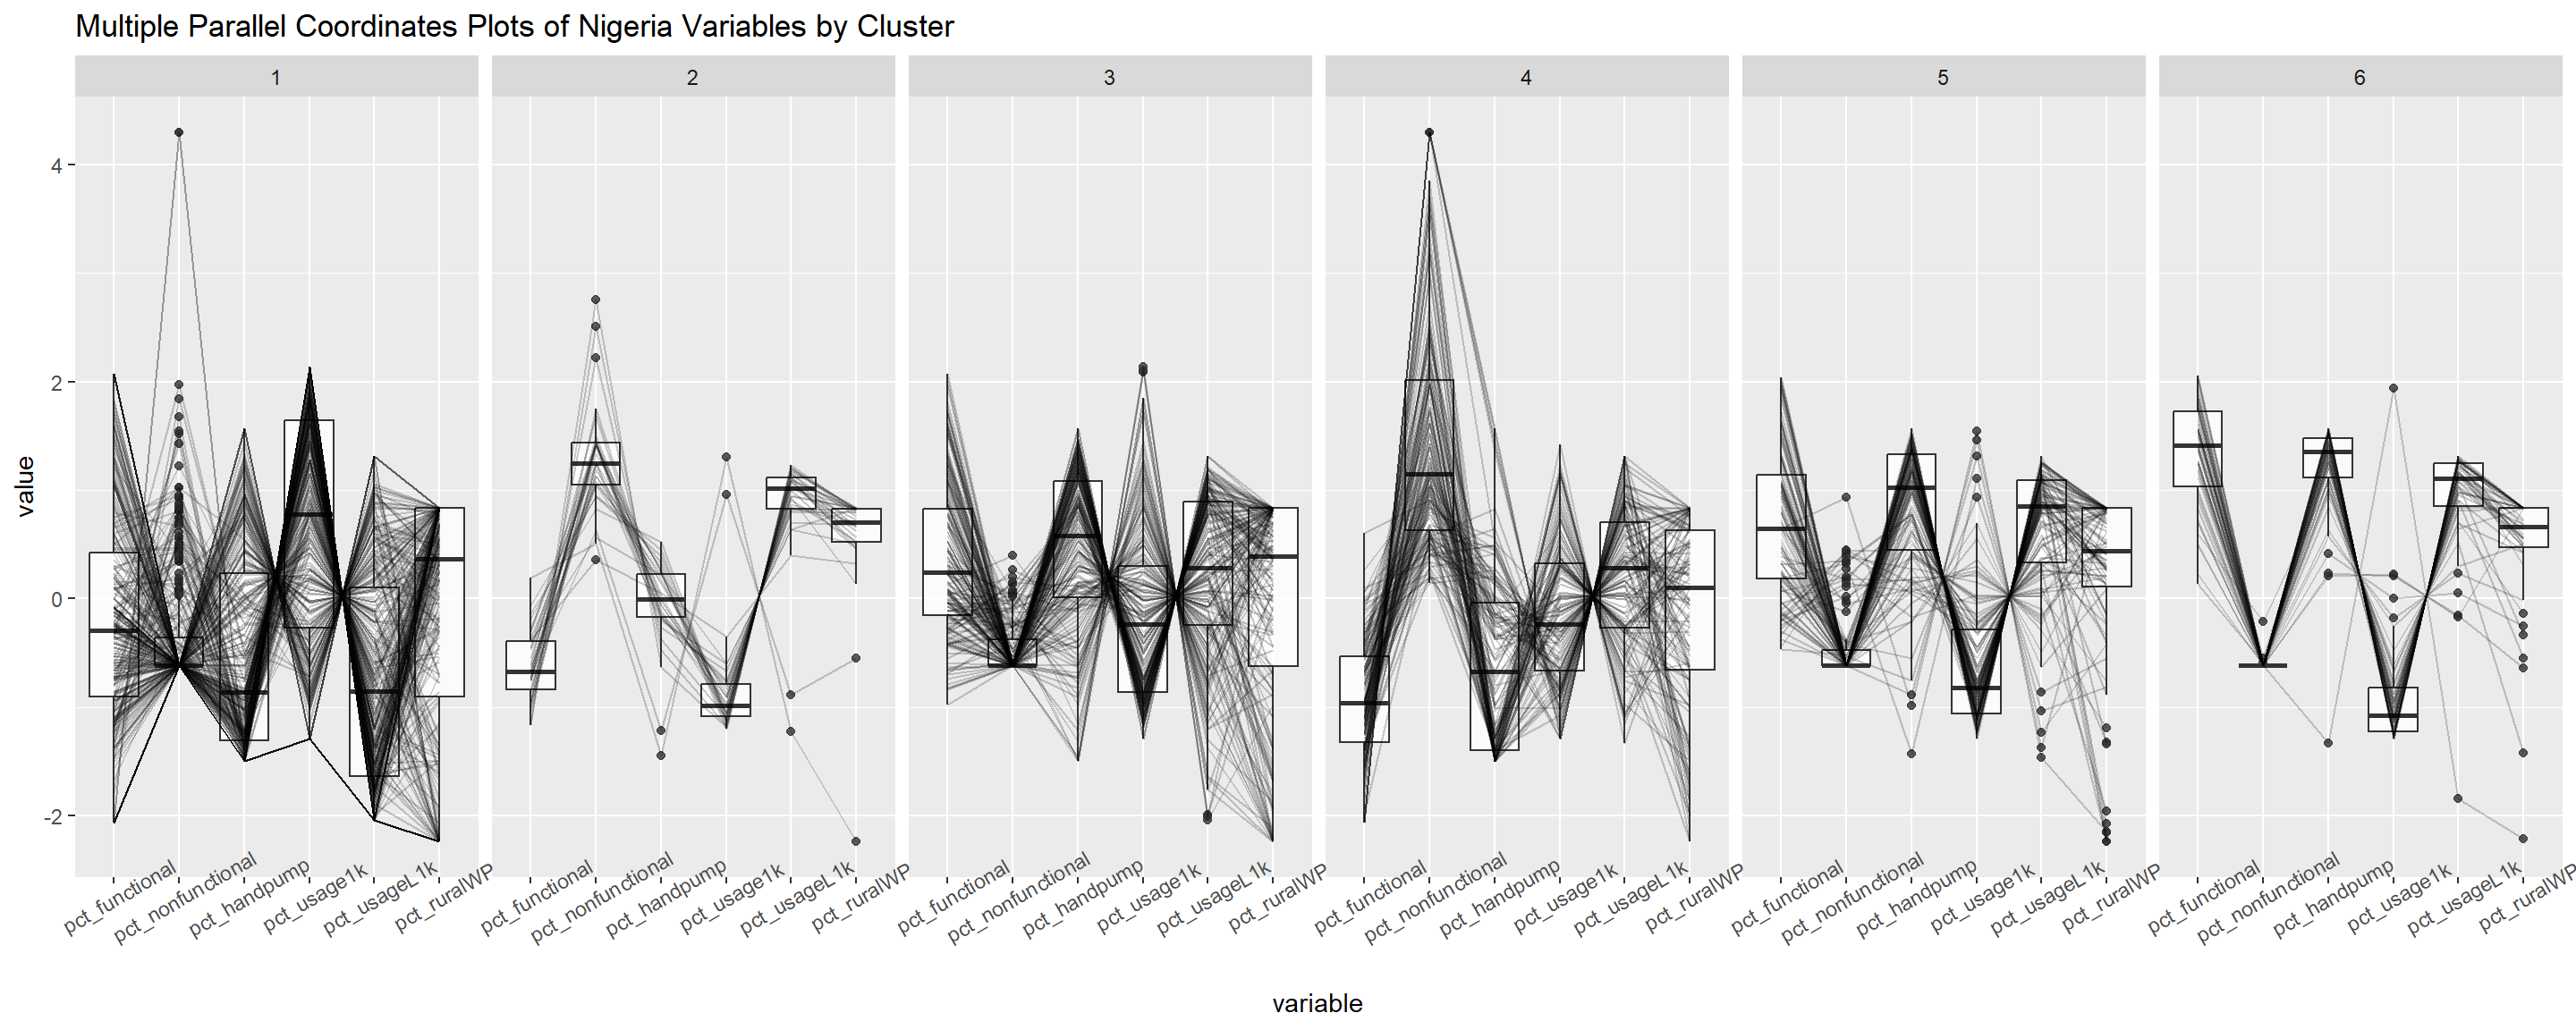 Multiple Parallel Coordinates Plots of Nigeria Variables by Cluster
1 2 3 4 5 6
value
4
2
0
-2
pct_functional pct_nonfunctional pct_handpump pct_usage1k pct_usageL1k pct_ruralWP
pct_functional pct_nonfunctional pct_handpump pct_usage1k pct_usageL1k pct_ruralWP
pct_functional pct_nonfunctional pct_handpump pct_usage1k pct_usageL1k pct_ruralWP
pct_functional pct_nonfunctional pct_handpump pct_usage1k pct_usageL1k pct_ruralWP
pct_functional pct_nonfunctional pct_handpump pct_usage1k pct_usageL1k pct_ruralWP
pct_functional pct_nonfunctional pct_handpump pct_usage1k pct_usageL1k pct_ruralWP
variable